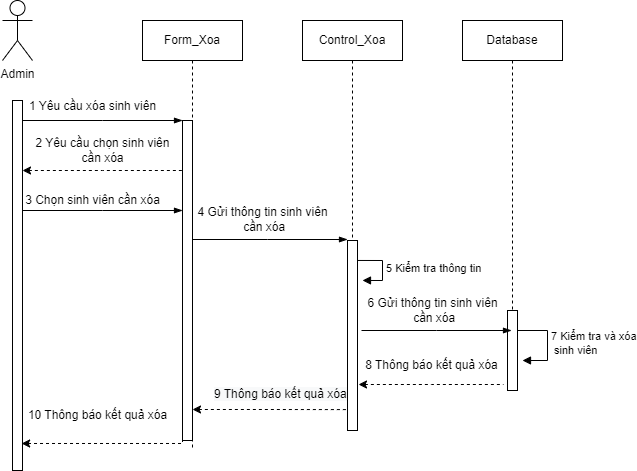 Form_Xoa
Control_Xoa
Database
Admin
1 Yêu cầu xóa sinh viên
2 Yêu cầu chọn sinh viên
cần xóa
3 Chọn sinh viên cần xóa
4 Gửi thông tin sinh viên
cần xóa
5 Kiểm tra thông tin
6 Gửi thông tin sinh viên
cần xóa
7 Kiểm tra và xóa
sinh viên
8 Thông báo kết quả xóa
9 Thông báo kết quả xóa
10 Thông báo kết quả xóa